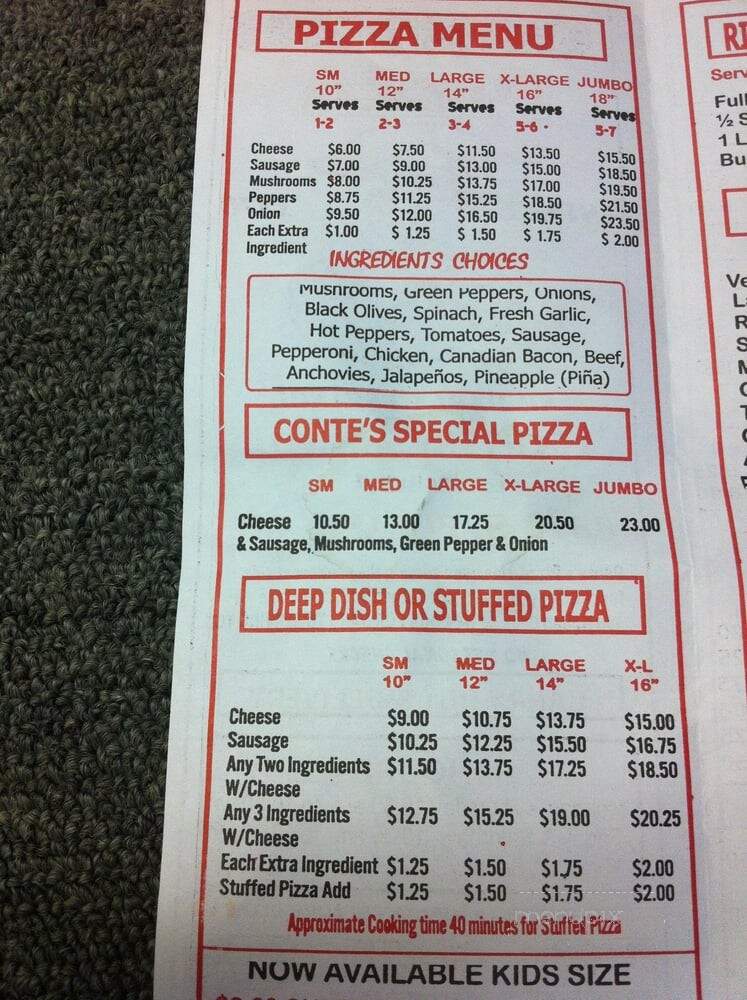 PIZZA MENU
SM MED LARGE X-LARGE JUMBO
10" 12" 14" 16" 18"
Serves Serves Serves Serves Serves
1-2 2-3 3-4 5-6 5-7
Cheese $6.00 $7.50 $11.50 $13.50 $15.50
Sausage $7.00 $9.00 $13.00 $15.00 $18.50
Mushrooms $8.00 $10.25 $13.75 $17.00 $19.50
Peppers $8.75 $11.25 $15.25 $18.50 $21.50
Onion $9.50 $12.00 $16.50 $19.75 $23.50
Each Extra $1.00 $ 1.25 $ 1.50 $ 1.75 $ 2.00
Ingredient
INGREDIENTS CHOICES
Mushrooms, Green Peppers, Onions,
Black Olives, Spinach, Fresh Garlic,
Hot Peppers, Tomatoes, Sausage,
Pepperoni, Chicken, Canadian Bacon, Beef,
Anchovies, Jalapeños, Pineapple (Piña)
CONTE'S SPECIAL PIZZA
SM MED LARGE X-LARGE JUMBO
Cheese 10.50 13.00 17.25 20.50 23.00
& Sausage, Mushrooms, Green Pepper & Onion
DEEP DISH OR STUFFED PIZZA
SM MED LARGE X-L
10" 12" 14" 16"
Cheese $9.00 $10.75 $13.75 $15.00
Sausage $10.25 $12.25 $15.50 $16.75
Any Two Ingredients $11.50 $13.75 $17.25 $18.50
W/Cheese
Any 3 Ingredients $12.75 $15.25 $19.00 $20.25
W/Cheese
Each Extra Ingredient $1.25 $1.50 $1.75 $2.00
Stuffed Pizza Add $1.25 $1.50 $1.75 $2.00
Approximate Cooking time 40 minutes for Stuffed Pizza
menupix
NOW AVAILABLE KIDS SIZE
RI
Serv
Full
½ S
1 L
Bu